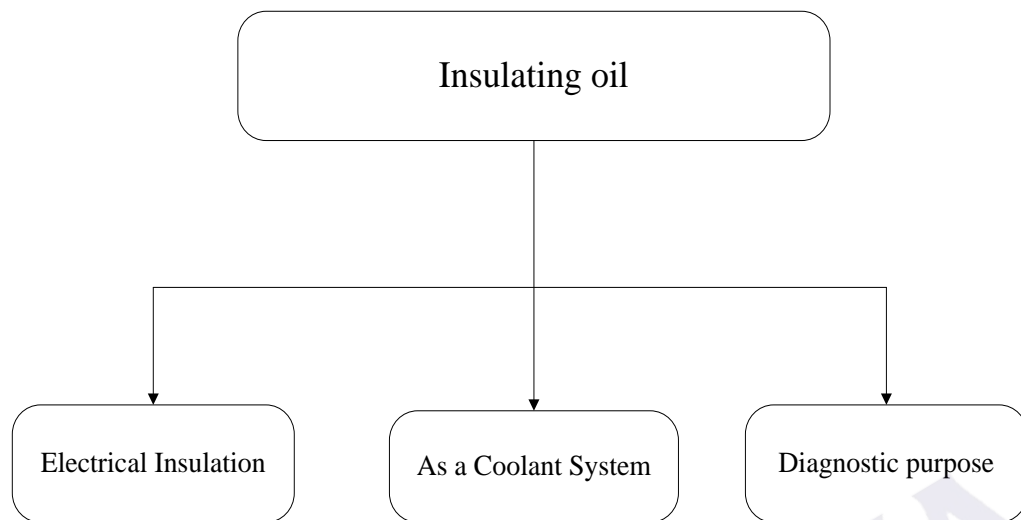 Insulating oil
Electrical Insulation
As a Coolant System
Diagnostic purpose